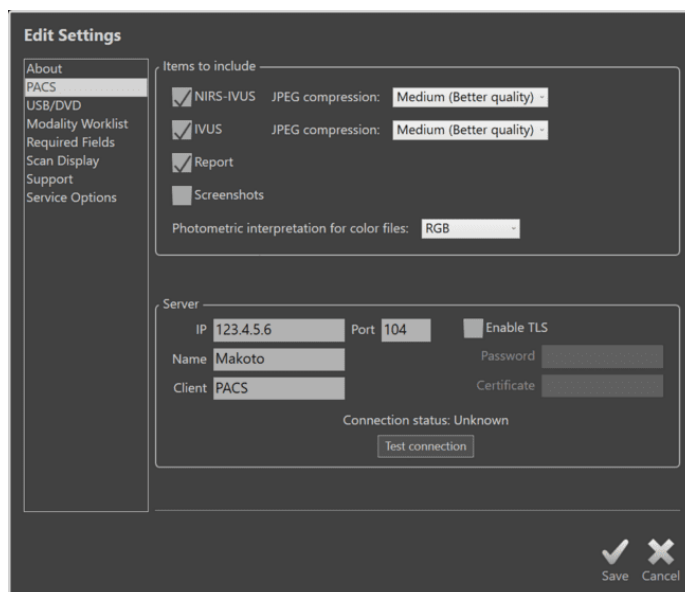 Edit Settings
About
PACS
USB/DVD
Modality Worklist
Required Fields
Scan Display
Support
Service Options
Items to include
NIRS-IVUS JPEG compression: Medium (Better quality)
IVUS JPEG compression: Medium (Better quality)
Report
Screenshots
Photometric interpretation for color files: RGB
Server
IP 123.4.5.6 Port 104 Enable TLS
Name Makoto Password
Client PACS Certificate
Connection status: Unknown
Test connection
Save Cancel